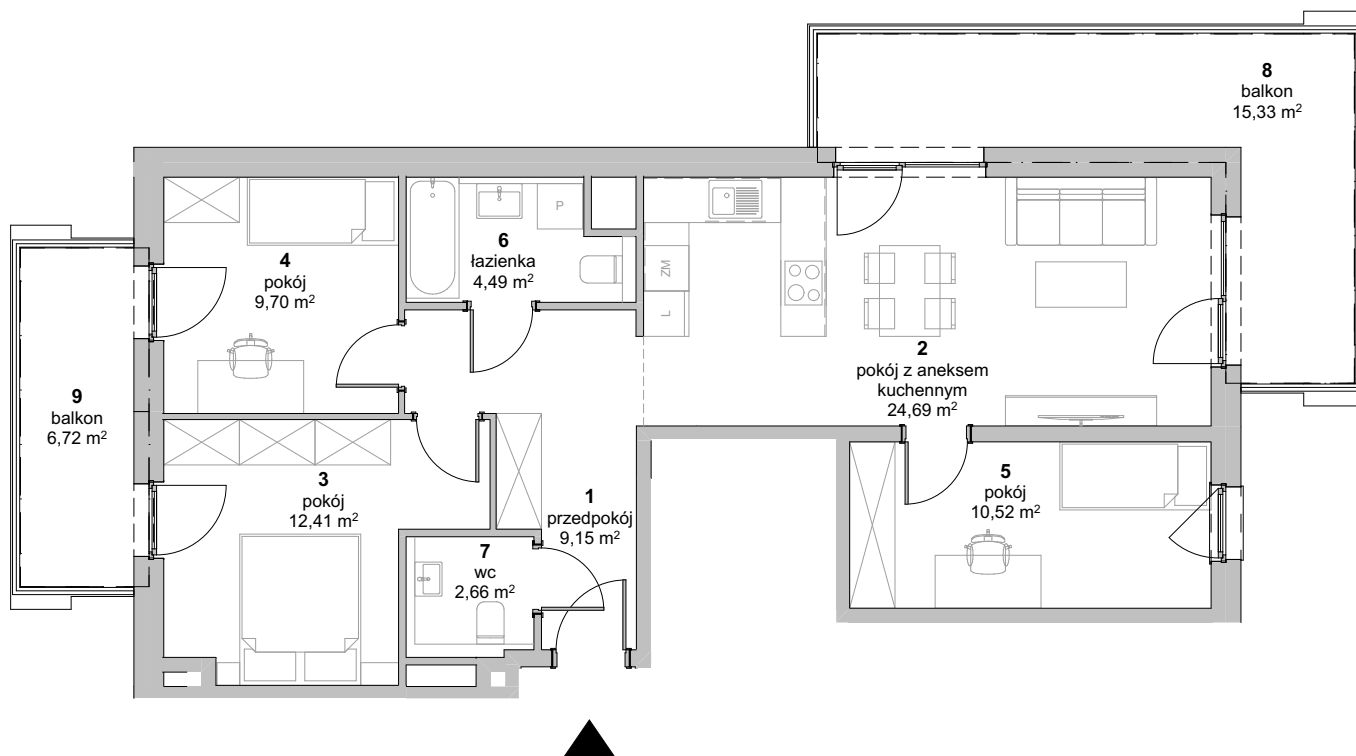 8
balkon
15,33 m²
4
pokój
9,70 m²
6
łazienka
4,49 m²
P
ZM
L
2
pokój z aneksem
kuchennym
24,69 m²
9
balkon
6,72 m²
3
pokój
12,41 m²
1
przedpokój
9,15 m²
5
pokój
10,52 m²
7
wc
2,66 m²